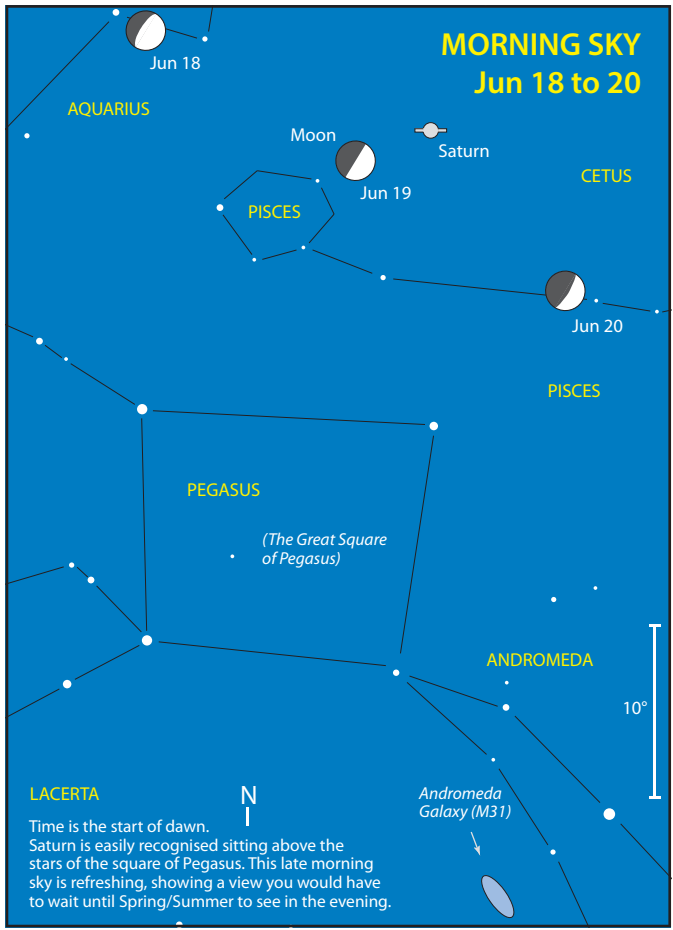 MORNING SKY
Jun 18 to 20
Jun 18
AQUARIUS
Moon
Saturn
Jun 19
CETUS
PISCES
Jun 20
PISCES
PEGASUS
(The Great Square
of Pegasus)
ANDROMEDA
10°
Andromeda
Galaxy (M31)
LACERTA
N
Time is the start of dawn.
Saturn is easily recognised sitting above the
stars of the square of Pegasus. This late morning
sky is refreshing, showing a view you would have
to wait until Spring/Summer to see in the evening.